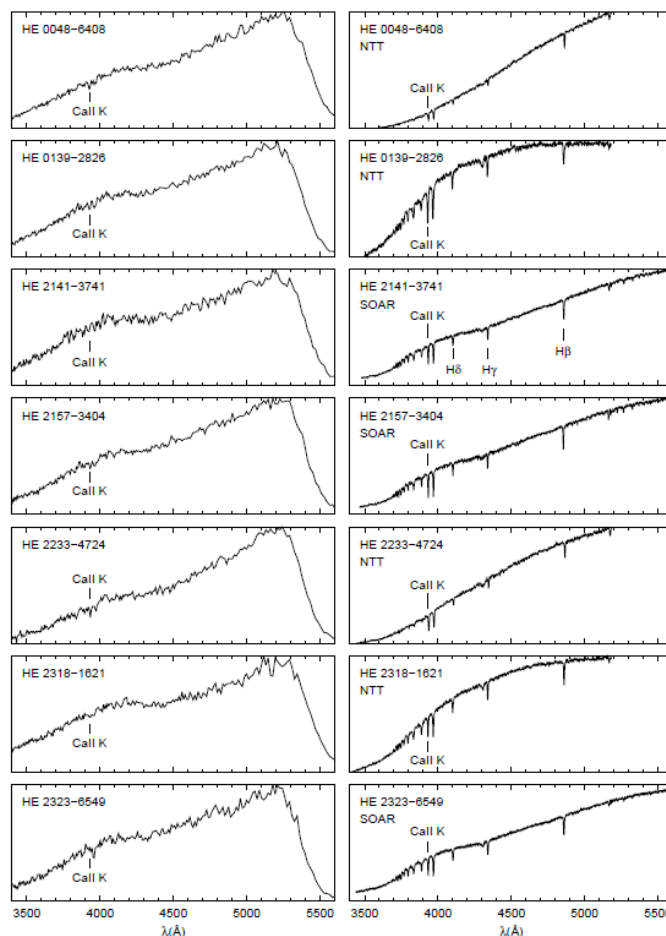 HE 0048−6408
CaII K
HE 0048−6408
NTT
CaII K
HE 0139−2826
CaII K
HE 0139−2826
NTT
CaII K
HE 2141−3741
CaII K
HE 2141−3741
SOAR
CaII K
Hδ
Hγ
Hβ
HE 2157−3404
CaII K
HE 2157−3404
SOAR
CaII K
HE 2233−4724
CaII K
HE 2233−4724
NTT
CaII K
HE 2318−1621
CaII K
HE 2318−1621
NTT
CaII K
HE 2323−6549
CaII K
HE 2323−6549
SOAR
CaII K
3500 4000 4500 5000 5500
λ(Å)
3500 4000 4500 5000 5500
λ(Å)